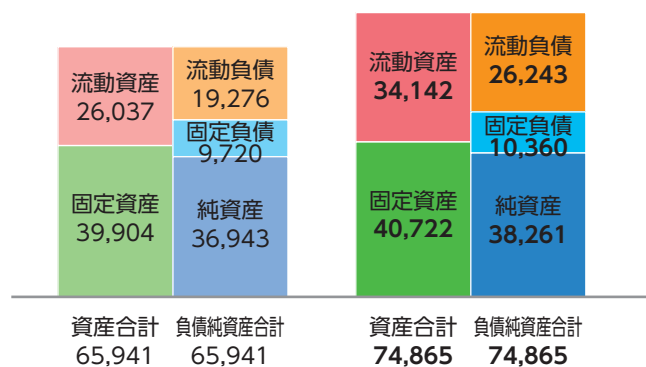 流動資産
26,037
固定資産
39,904
流動負債
19,276
固定負債
9,720
純資産
36,943
資産合計
65,941
負債純資産合計
65,941
流動資産
34,142
固定資産
40,722
流動負債
26,243
固定負債
10,360
純資産
38,261
資産合計
74,865
負債純資産合計
74,865